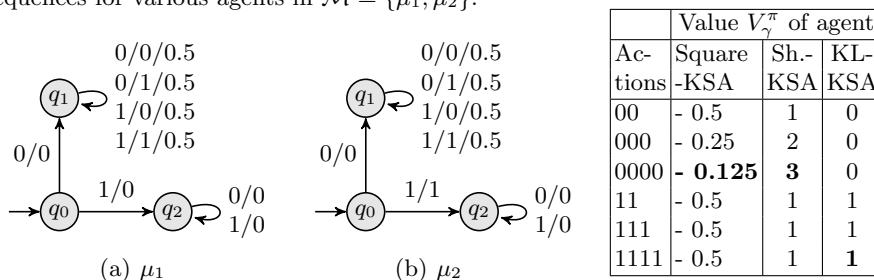 equences for various agents in M = {μ1, μ2}.
0/0/0.5
0/1/0.5
1/0/0.5
1/1/0.5
q1
0/0
1/0
q0
q2
0/0
1/0
(a) μ1
0/0/0.5
0/1/0.5
1/0/0.5
1/1/0.5
q1
0/0
1/1
q0
q2
0/0
1/0
(b) μ2
Value Vγπ of agent
Ac- Square Sh.- KL-
tions -KSA KSA KSA
00 - 0.5 1 0
000 - 0.25 2 0
0000 - 0.125 3 0
11 - 0.5 1 1
111 - 0.5 1 1
1111 - 0.5 1 1